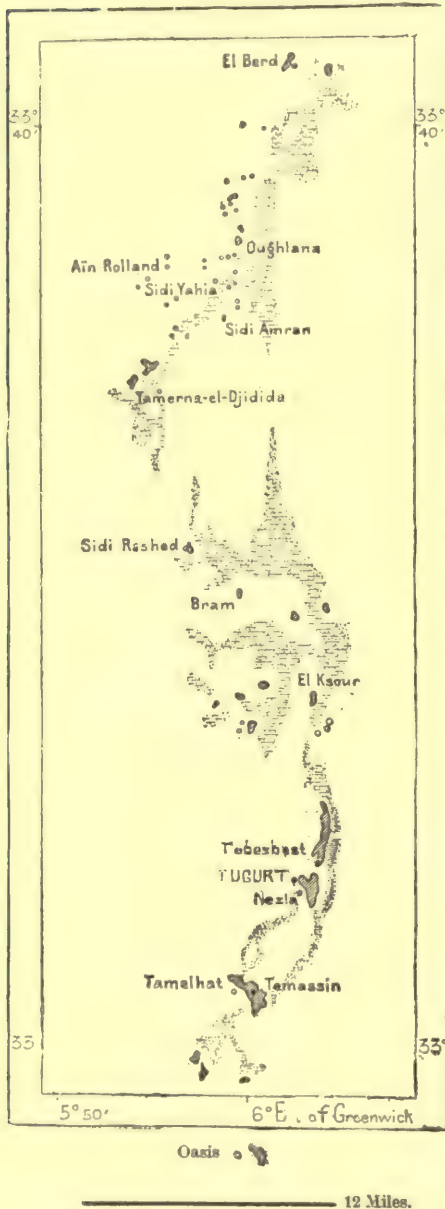 El Berd
33°
40′
33°
40′
Oughlana
Aïn Rolland
Sidi Yahia
Sidi Amran
Tamerna-el-Djidida
Sidi Rashed
Bram
El Ksour
Tebesbest
TUGURT
Nezla
Tamelhat
Temassin
33
33°
5°50′
6°E. of Greenwick
Oasis
12 Miles.